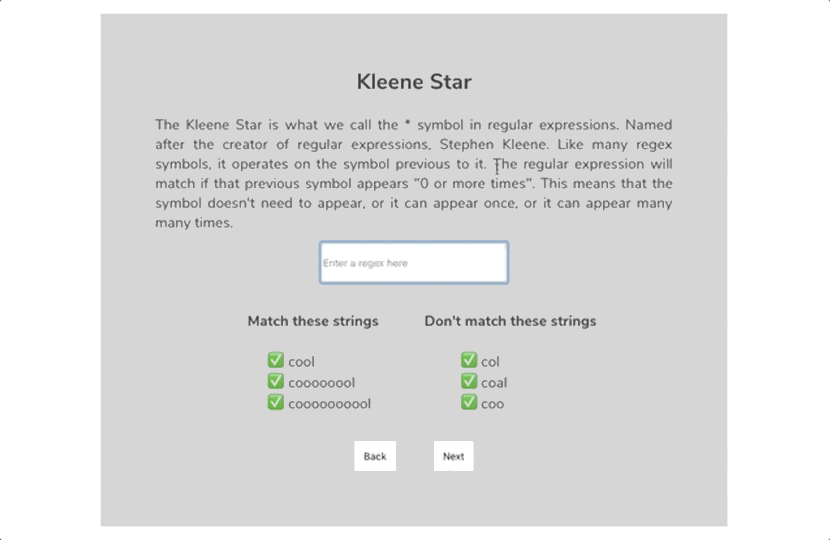 Kleene Star
The Kleene Star is what we call the * symbol in regular expressions. Named
after the creator of regular expressions, Stephen Kleene. Like many regex
symbols, it operates on the symbol previous to it. The regular expression will
match if that previous symbol appears "0 or more times". This means that the
symbol doesn't need to appear, or it can appear once, or it can appear many
many times.
Enter a regex here
Match these strings
Don't match these strings
cool
col
coooooool
coal
cooooooooool
coo
Back
Next